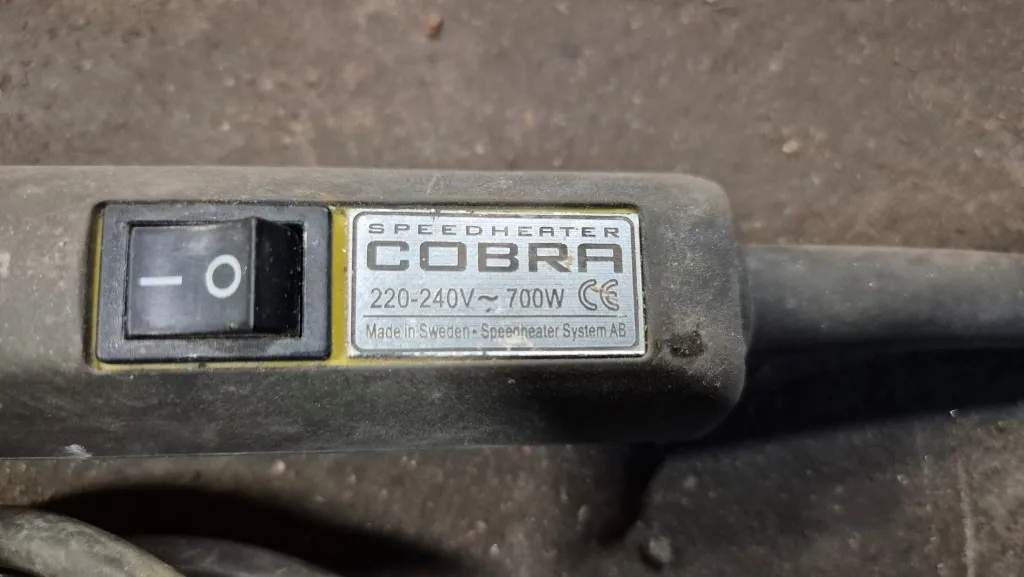 — O
SPEEDHEATER
COBRA
220-240V~ 700W CE
Made in Sweden • Speedheater System AB